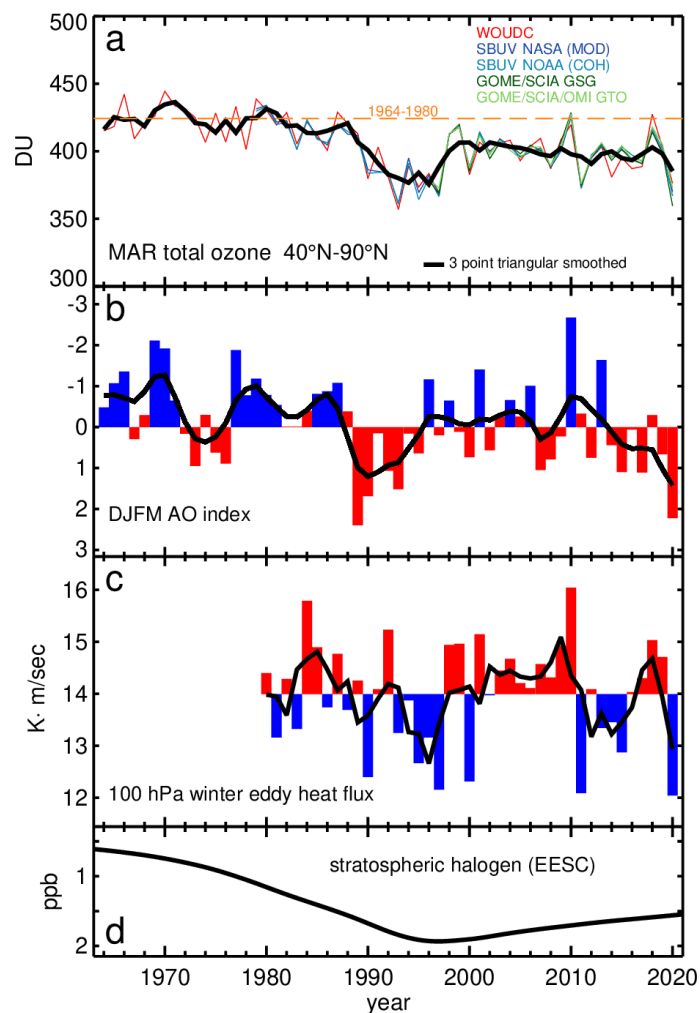 500
a
WOUDC
SBUV NASA (MOD)
SBUV NOAA (COH)
GOME/SCIA GSG
GOME/SCIA/OMI GTO
450
1964-1980
DU
400
350
MAR total ozone 40°N-90°N
3 point triangular smoothed
300
b
-3
-2
-1
0
1
2
DJFM AO index
3
c
16
15
K· m/sec
14
13
100 hPa winter eddy heat flux
12
stratospheric halogen (EESC)
ppb
1
d
2
1970 1980 1990 2000 2010 2020
year